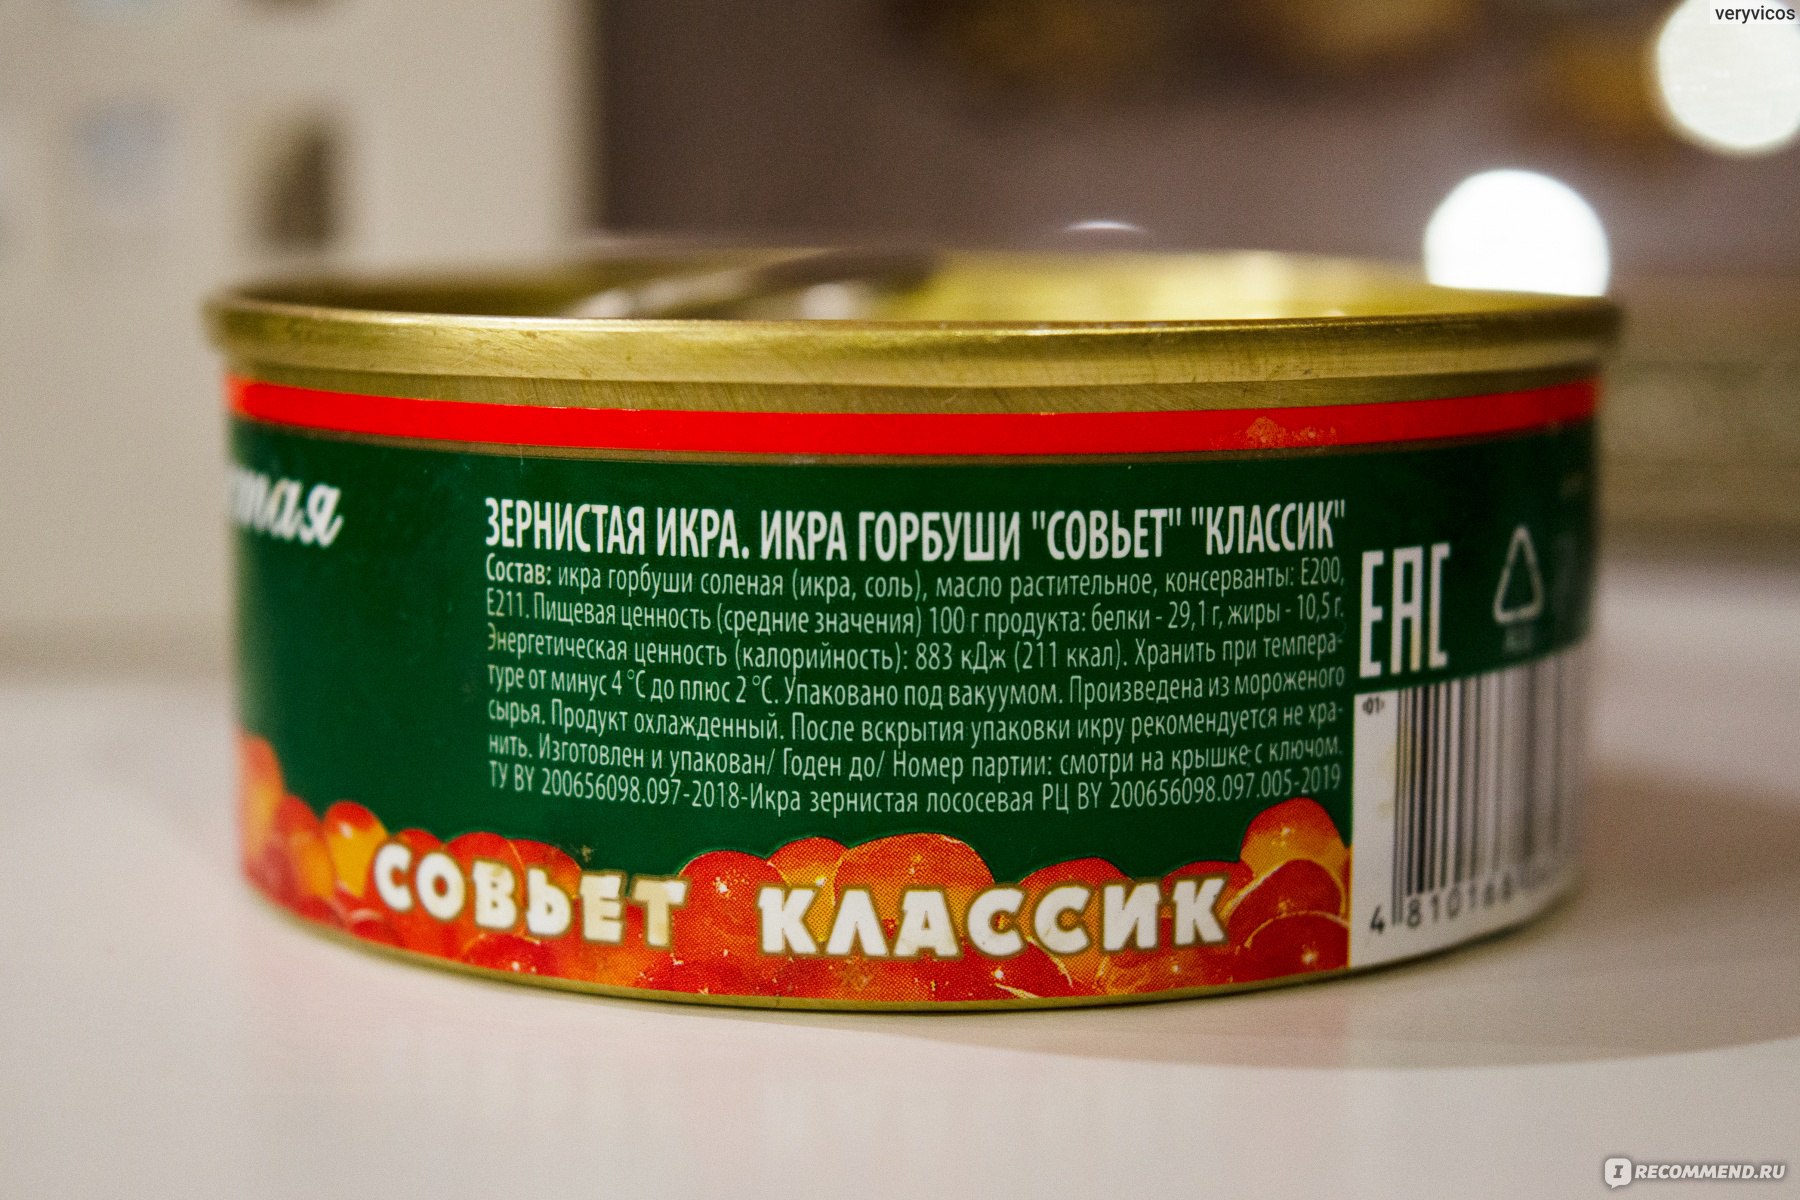 veryvicos
ЗЕРНИСТАЯ ИКРА. ИКРА ГОРБУШИ "СОВЬЕТ" "КЛАССИК"
Состав: икра горбуши соленая (икра, соль), масло растительное, консерванты: Е200,
Е211. Пищевая ценность (средние значения) 100 г продукта: белки - 29,1 г, жиры - 10,5 г.
Энергетическая ценность (калорийность): 883 кДж (211 ккал). Хранить при темпера-
туре от минус 4 °С до плюс 2 °С. Упаковано под вакуумом. Произведена из мороженого
сырья. Продукт охлажденный. После вскрытия упаковки икру рекомендуется не хра-
нить. Изготовлен и упакован/ Годен до/ Номер партии: смотри на крышке с ключом.
ТУ BY 200656098.097-2018-Икра зернистая лососевая РЦ BY 200656098.097.005-2019
EAC
‹01›
СОВЬЕТ КЛАССИК
I RECOMMEND.RU